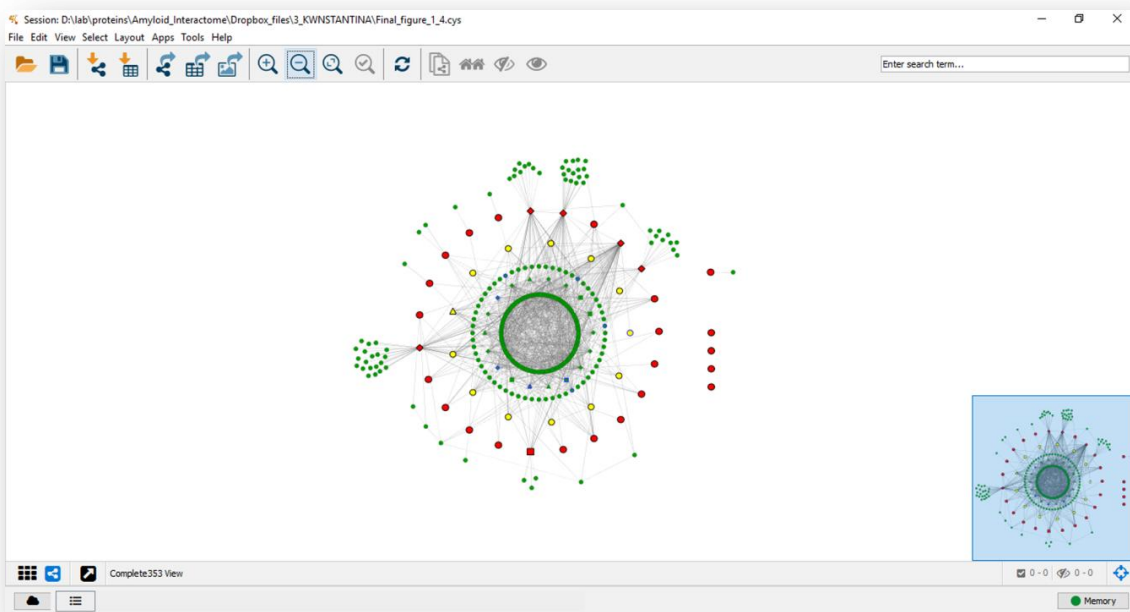 Session: D:\lab\proteins\Amyloid_Interactome\Dropbox_files\3_KWNSTANTINA\Final_figure_1_4.cys
File Edit View Select Layout Apps Tools Help
Enter search term...
Complete353 View
0 - 0 0 - 0
Memory